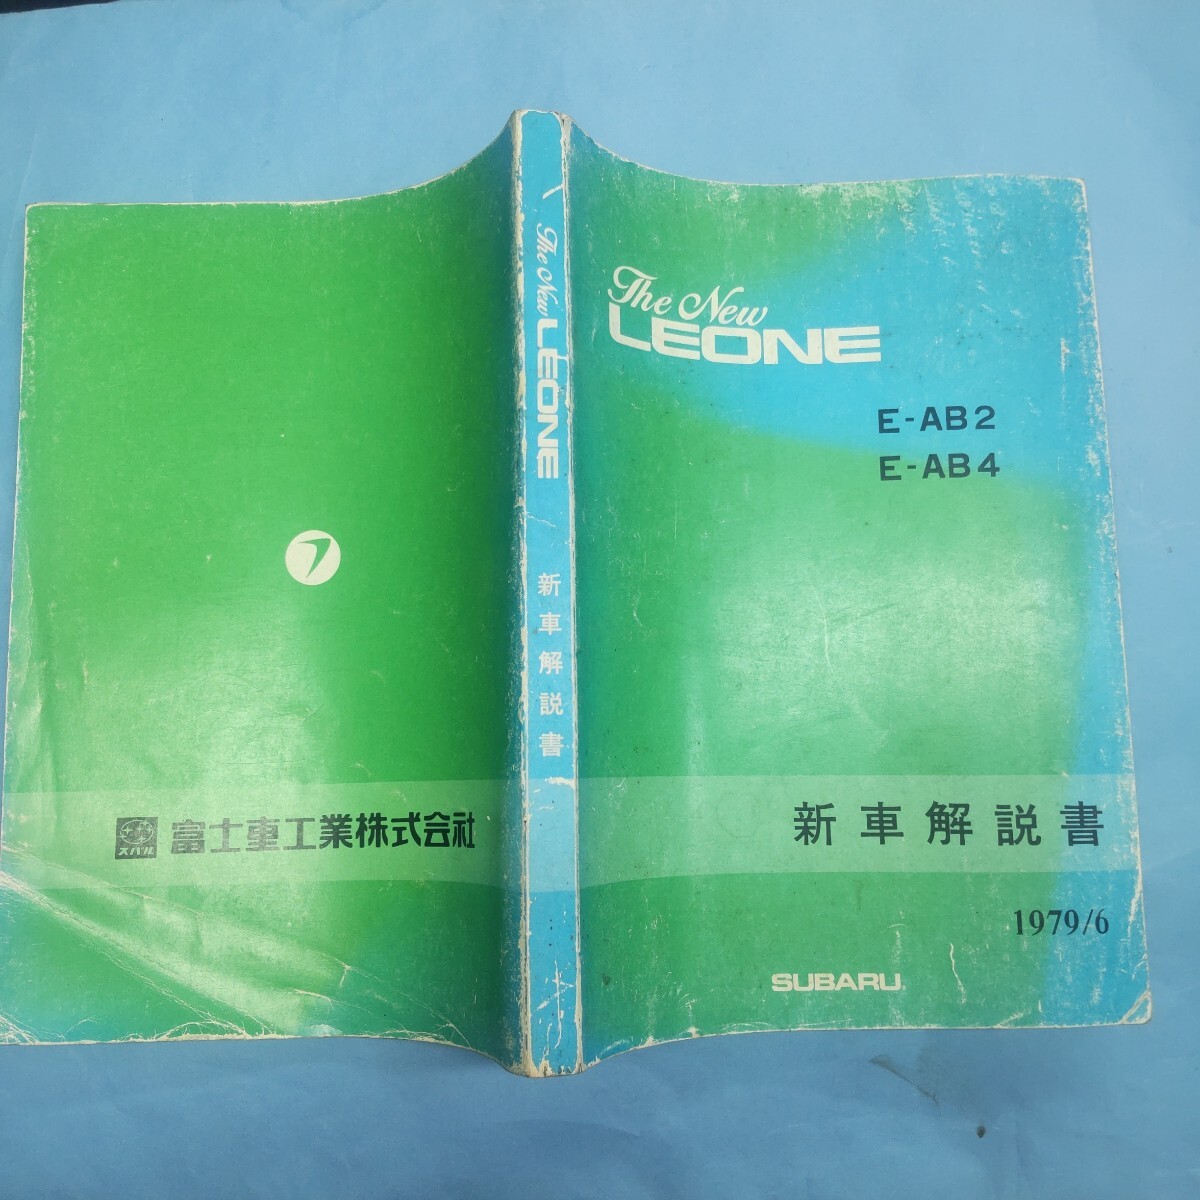 The New
LEONE
E-AB2
E-AB4
新車解説書
1979/6
SUBARU
The New LEONE 新車解説書
スバル 富士重工業株式会社